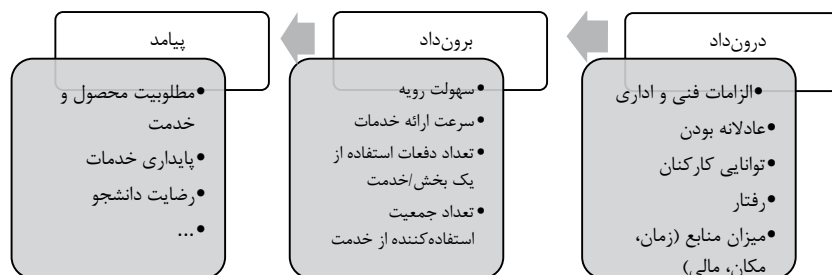 درون‌داد
•الزامات فنی و اداری
•عادلانه بودن
•توانایی کارکنان
•رفتار
•میزان منابع (زمان،
مکان، مالی)
برون‌داد
•سهولت رویه
•سرعت ارائه خدمات
•تعداد دفعات استفاده از
یک بخش/خدمت
•تعداد جمعیت
استفاده‌کننده از خدمت
پیامد
•مطلوبیت محصول و
خدمت
•پایداری خدمات
•رضایت دانشجو
•...